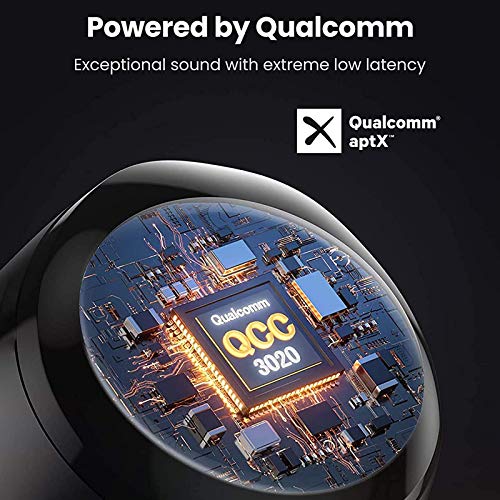 Powered by Qualcomm
Exceptional sound with extreme low latency
Qualcomm®
aptX™
Qualcomm
QCC
3020